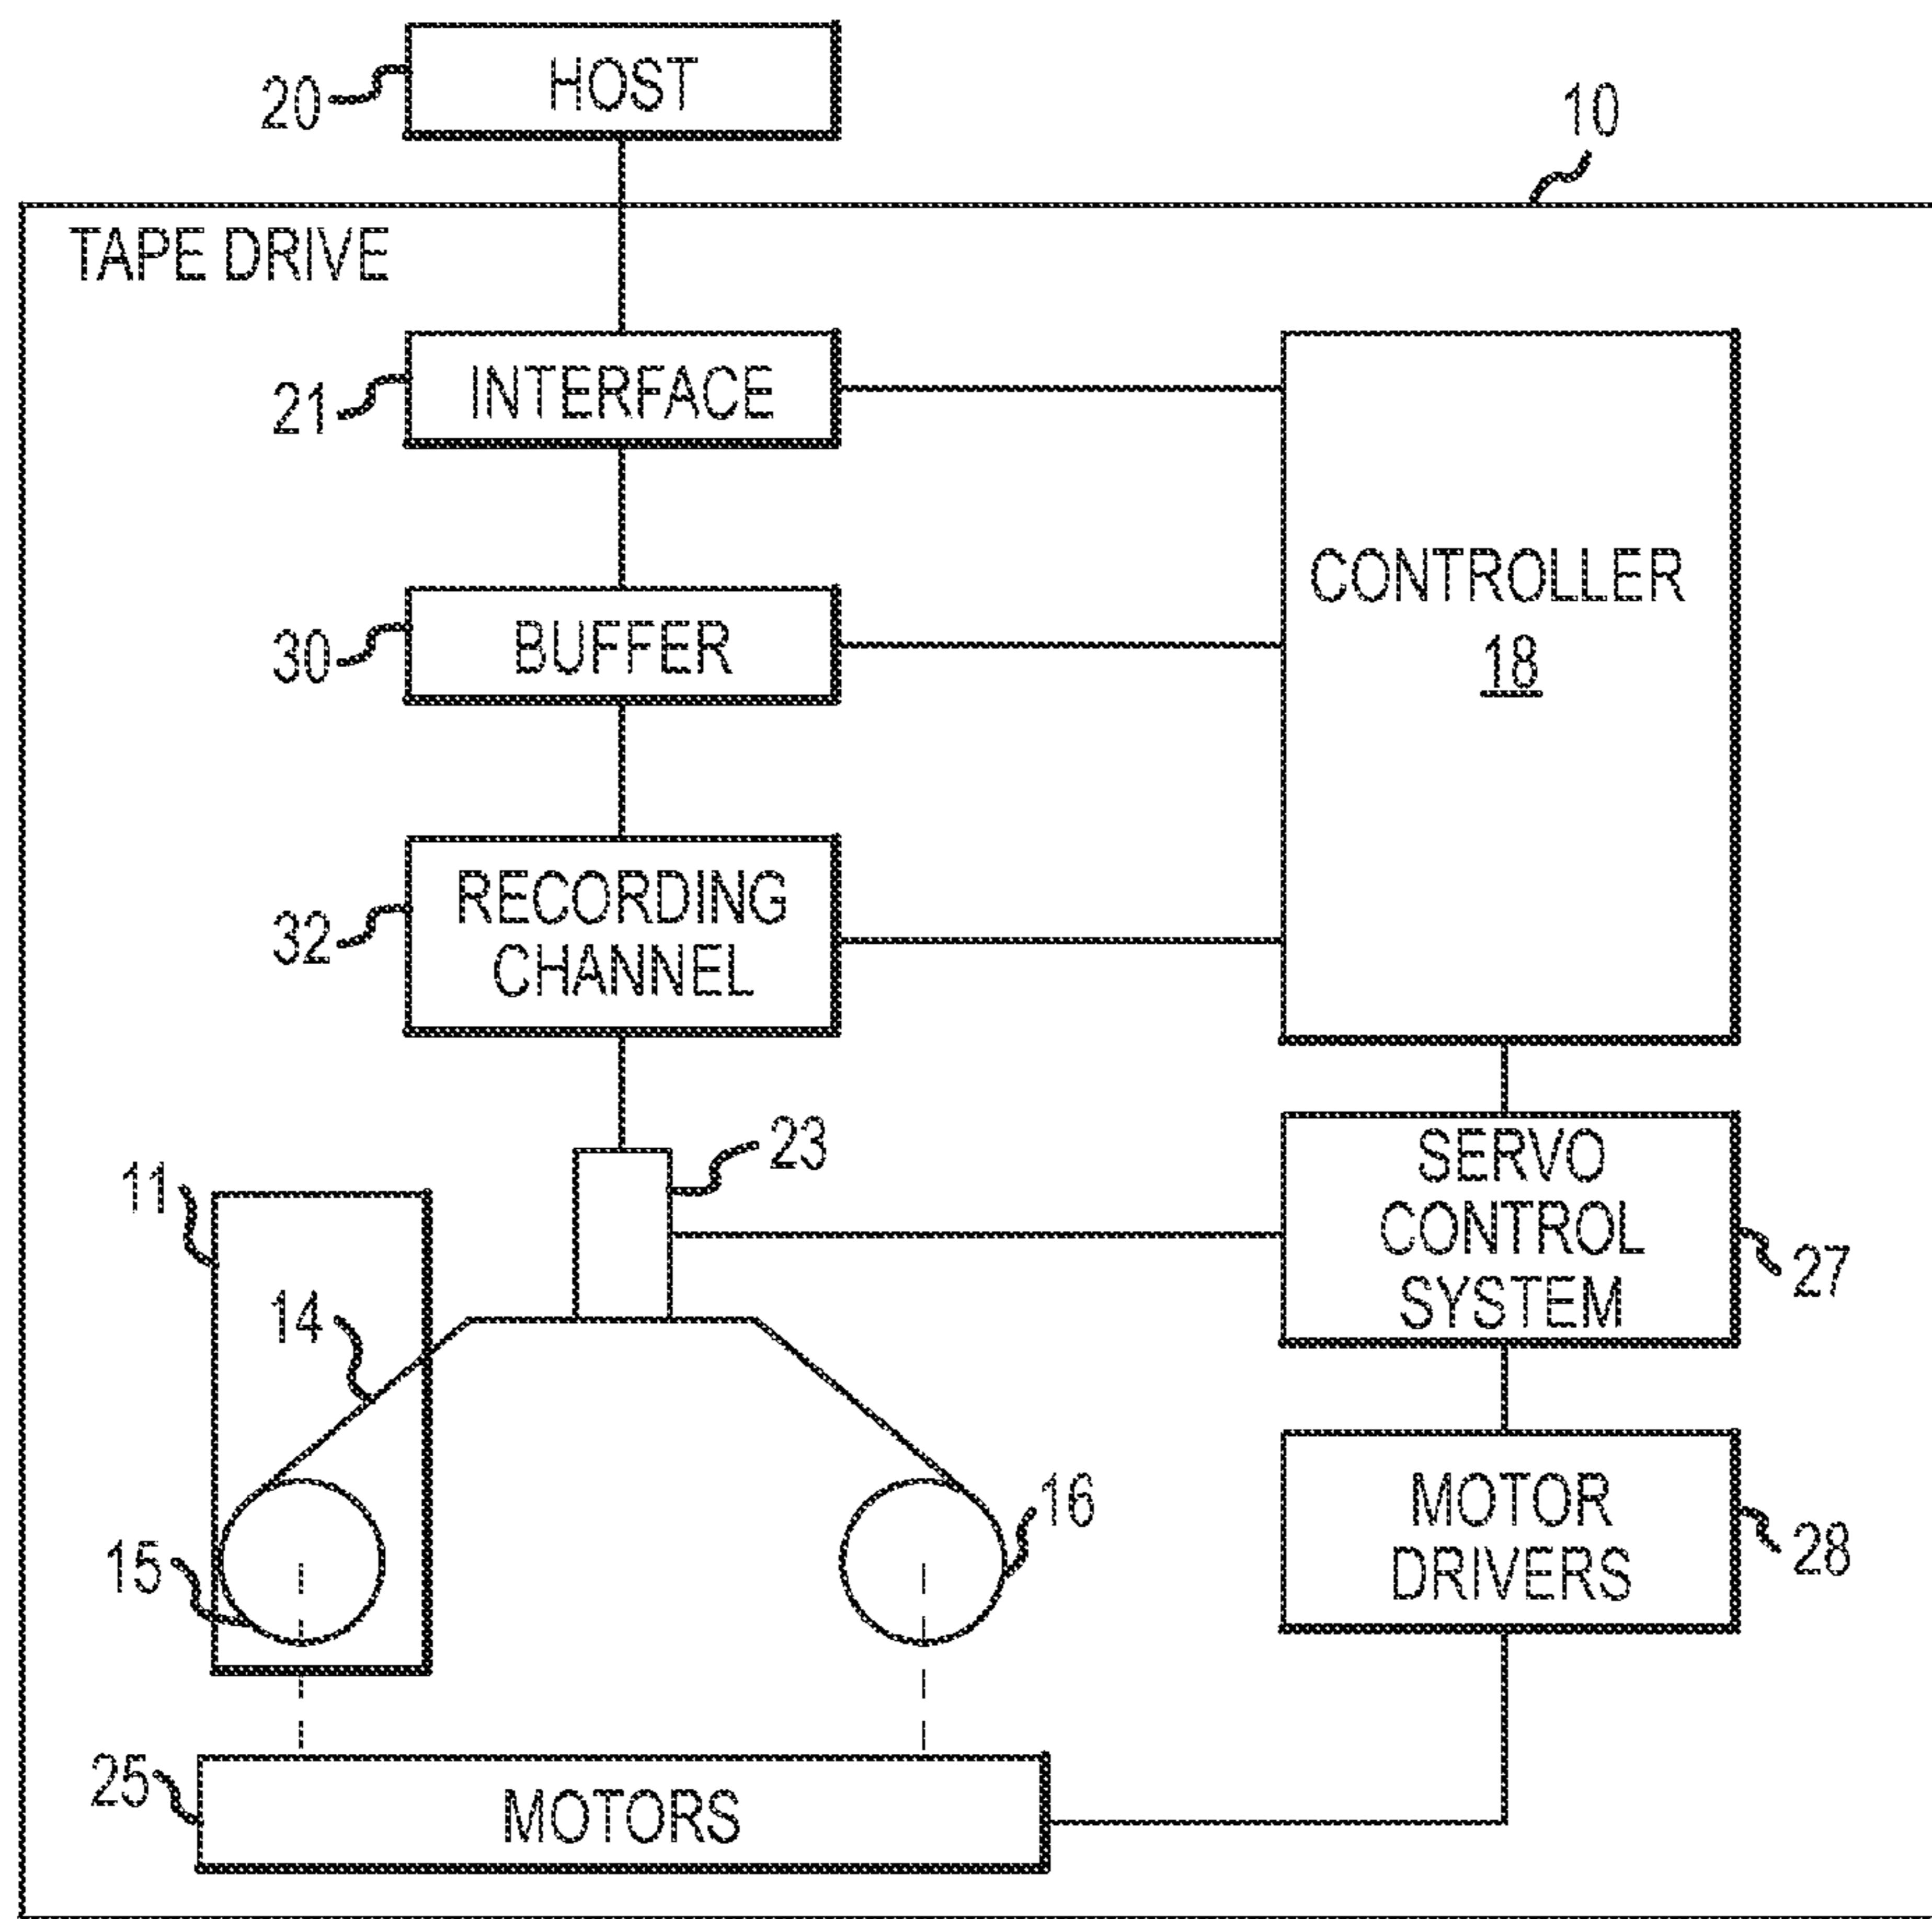 HOST
20
10
TAPE DRIVE
INTERFACE
21
CONTROLLER
18
BUFFER
30
RECORDING
CHANNEL
32
23
11
SERVO
CONTROL
SYSTEM
27
14
16
15
MOTOR
DRIVERS
28
25
MOTORS